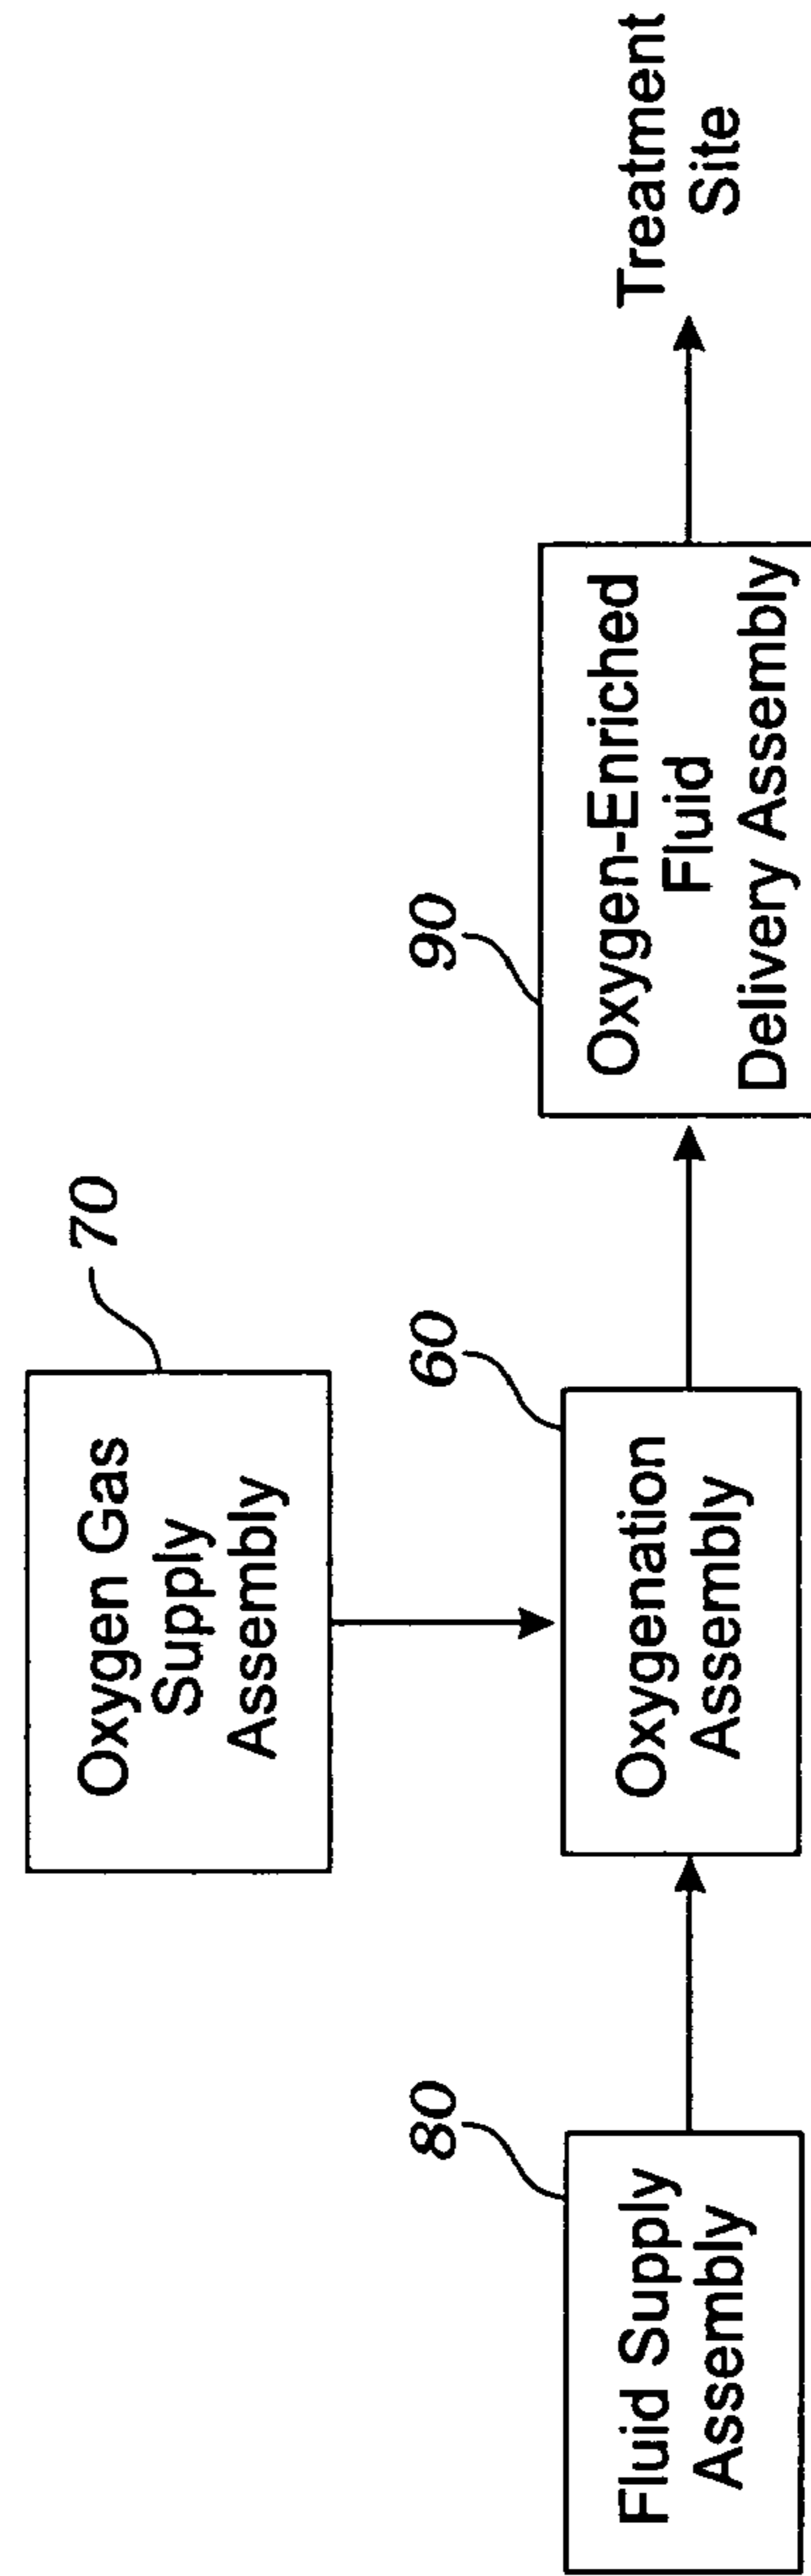 70
Oxygen Gas
Supply
Assembly
80
Fluid Supply
Assembly
60
Oxygenation
Assembly
90
Oxygen-Enriched
Fluid
Delivery Assembly
Treatment
Site